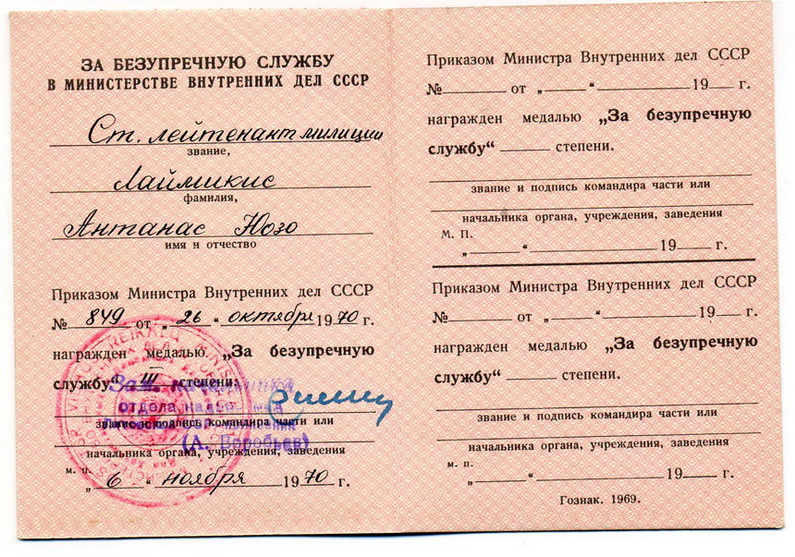 ЗА БЕЗУПРЕЧНУЮ СЛУЖБУ
В МИНИСТЕРСТВЕ ВНУТРЕННИХ ДЕЛ СССР
Ст. лейтенант милиции
звание,
Лаймикис
фамилия,
Антанас Юозо
имя и отчество
Приказом Министра Внутренних дел СССР
№ 849 от „ 26 “ октября 1970 г.
награжден медалью „За безупречную
службу“ III степени.
Зам. начальника
отдела кадров МВД
звание и подпись командира части или
(А. Воробьев)
начальника органа, учреждения, заведения
м. п.
„ 6 “ ноября 1970 г.
Приказом Министра Внутренних дел СССР
№ от „ “ 19 г.
награжден медалью „За безупречную
службу“ степени.
звание и подпись командира части или
начальника органа, учреждения, заведения
М. П.
„ “ 19 г.
Приказом Министра Внутренних дел СССР
№ от „ “ 19 г.
награжден медалью „За безупречную
службу“ степени.
звание и подпись командира части или
начальника органа, учреждения, заведения
м. п.
„ “ 19 г.
Гознак. 1969.